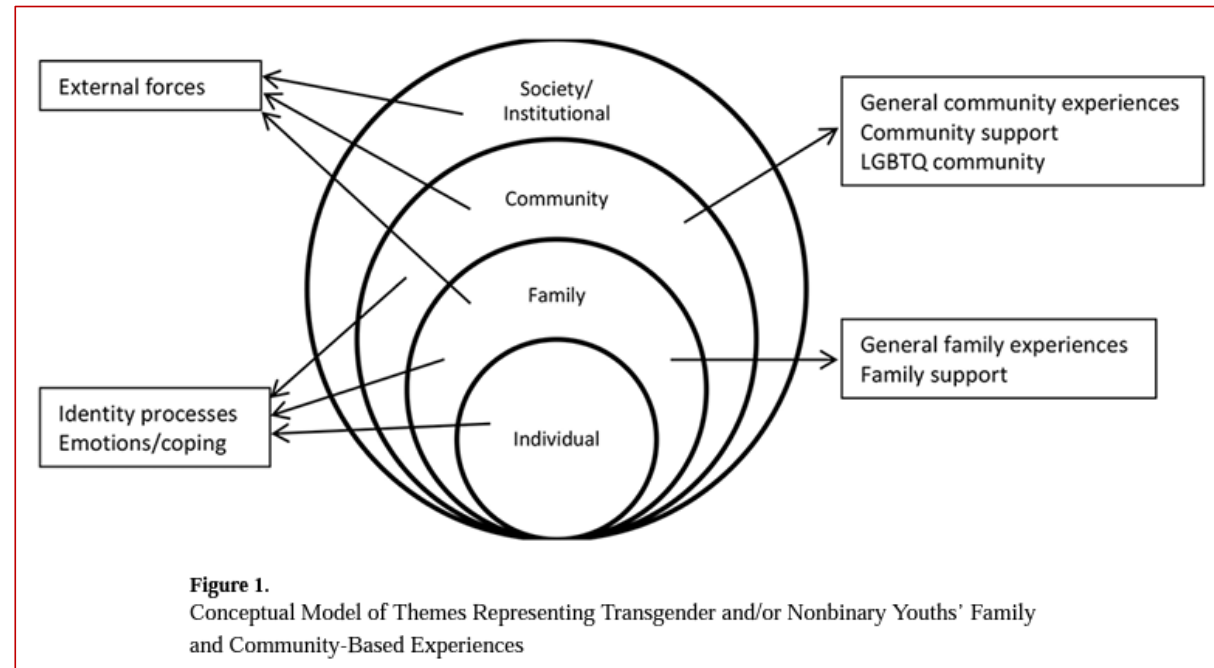 External forces
Society/
Institutional
General community experiences
Community support
LGBTQ community
Community
Family
General family experiences
Family support
Identity processes
Emotions/coping
Individual
Figure 1.
Conceptual Model of Themes Representing Transgender and/or Nonbinary Youths’ Family
and Community-Based Experiences